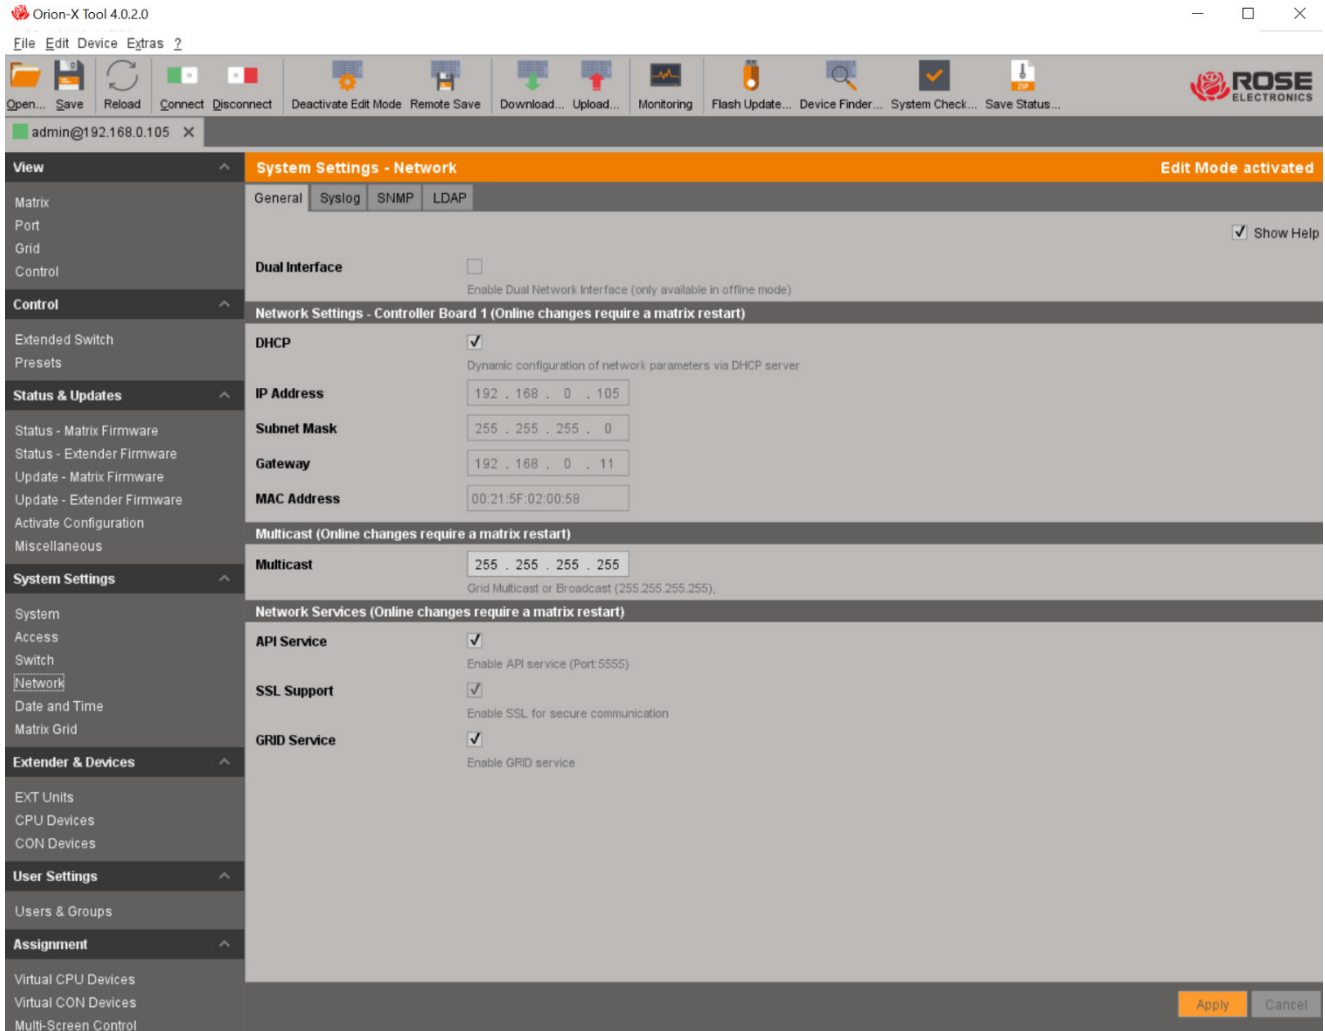 Orion-X Tool 4.0.2.0
File Edit Device Extras ?
Open... Save Reload Connect Disconnect Deactivate Edit Mode Remote Save Download... Upload... Monitoring Flash Update... Device Finder... System Check... Save Status...
ZIP
ROSE
ELECTRONICS
admin@192.168.0.105
View
Matrix
Port
Grid
Control
Control
Extended Switch
Presets
Status & Updates
Status - Matrix Firmware
Status - Extender Firmware
Update - Matrix Firmware
Update - Extender Firmware
Activate Configuration
Miscellaneous
System Settings
System
Access
Switch
Network
Date and Time
Matrix Grid
Extender & Devices
EXT Units
CPU Devices
CON Devices
User Settings
Users & Groups
Assignment
Virtual CPU Devices
Virtual CON Devices
Multi-Screen Control
System Settings - Network Edit Mode activated
General Syslog SNMP LDAP
Show Help
Dual Interface
Enable Dual Network Interface (only available in offline mode)
Network Settings - Controller Board 1 (Online changes require a matrix restart)
DHCP
Dynamic configuration of network parameters via DHCP server
IP Address 192 . 168 . 0 . 105
Subnet Mask 255 . 255 . 255 . 0
Gateway 192 . 168 . 0 . 11
MAC Address 00:21:5F:02:00:58
Multicast (Online changes require a matrix restart)
Multicast 255 . 255 . 255 . 255
Grid Multicast or Broadcast (255.255.255.255),
Network Services (Online changes require a matrix restart)
API Service
Enable API service (Port:5555)
SSL Support
Enable SSL for secure communication
GRID Service
Enable GRID service
Apply Cancel